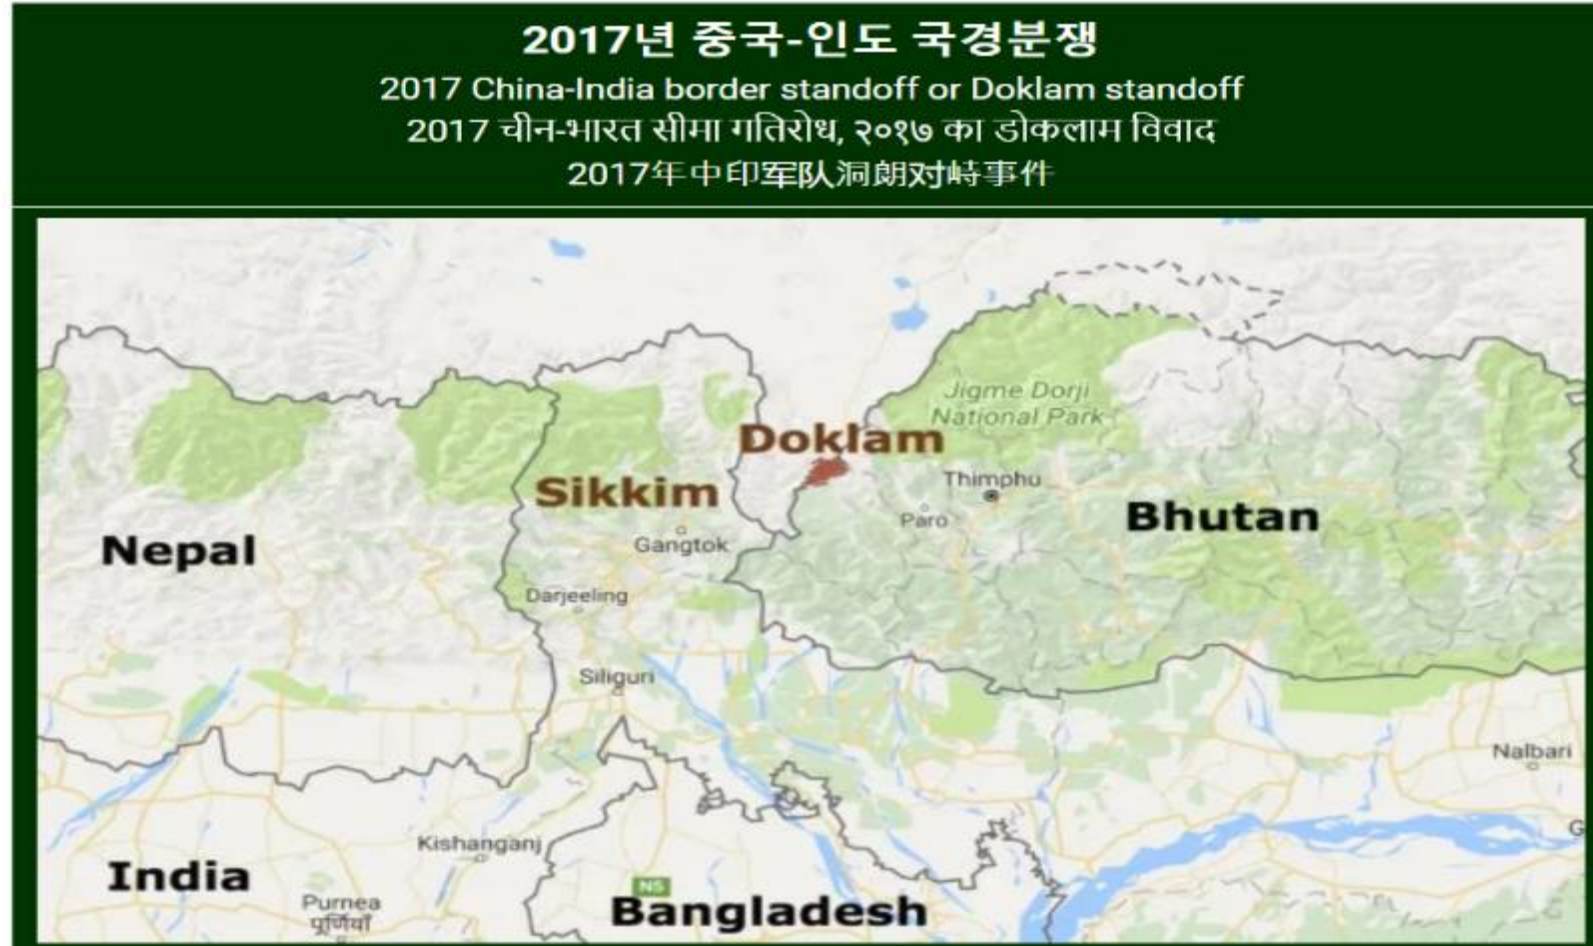 2017년 중국-인도 국경분쟁
2017 China-India border standoff or Doklam standoff
2017 चीन-भारत सीमा गतिरोध, २०१७ का डोकलाम विवाद
2017年中印军队洞朗对峙事件
Jigme Dorji
National Park
Doklam
Sikkim
Thimphu
Paro
Bhutan
Nepal
Gangtok
Darjeeling
Siliguri
Nalbari
Kishanganj
G
India
N5
Purnea
पूर्णियाँ
Bangladesh